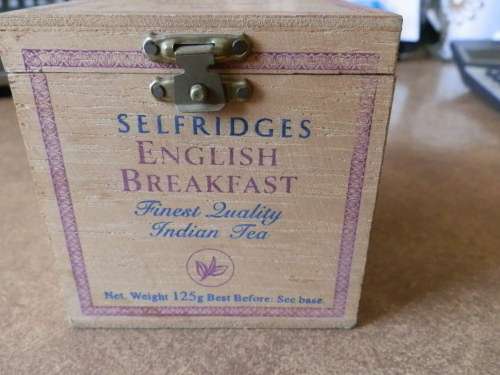 SELFRIDGES
ENGLISH
BREAKFAST
Finest Quality
Indian Tea
Net. Weight 125g Best Before: See base.